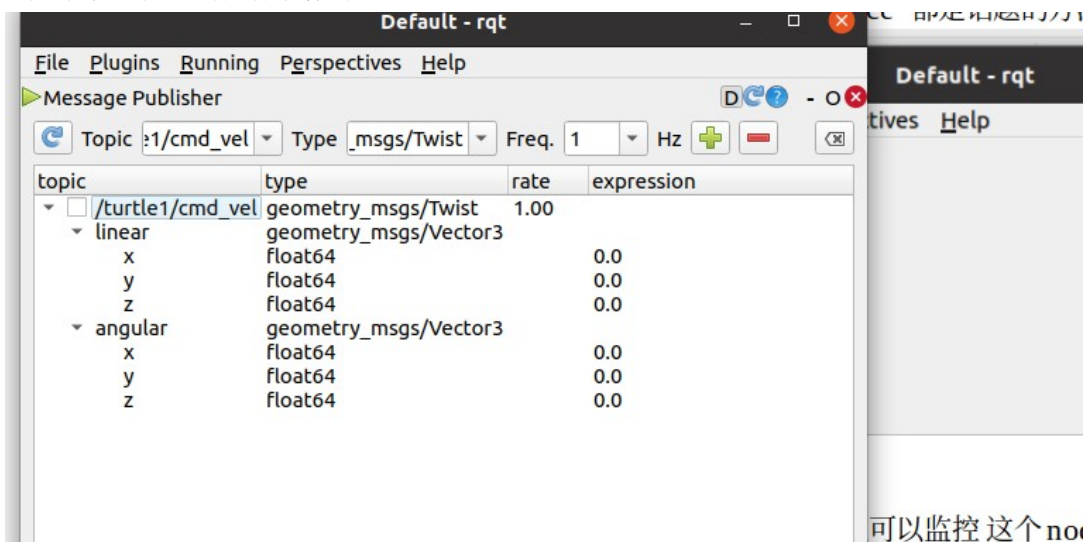 Default - rqt
File Plugins Running Perspectives Help
Message Publisher D ? - O
Topic e1/cmd_vel Type _msgs/Twist Freq. 1 Hz
topic type rate expression
/turtle1/cmd_vel geometry_msgs/Twist 1.00
linear geometry_msgs/Vector3
x float64 0.0
y float64 0.0
z float64 0.0
angular geometry_msgs/Vector3
x float64 0.0
y float64 0.0
z float64 0.0
Default - rqt
tives Help
可以监控 这个 no